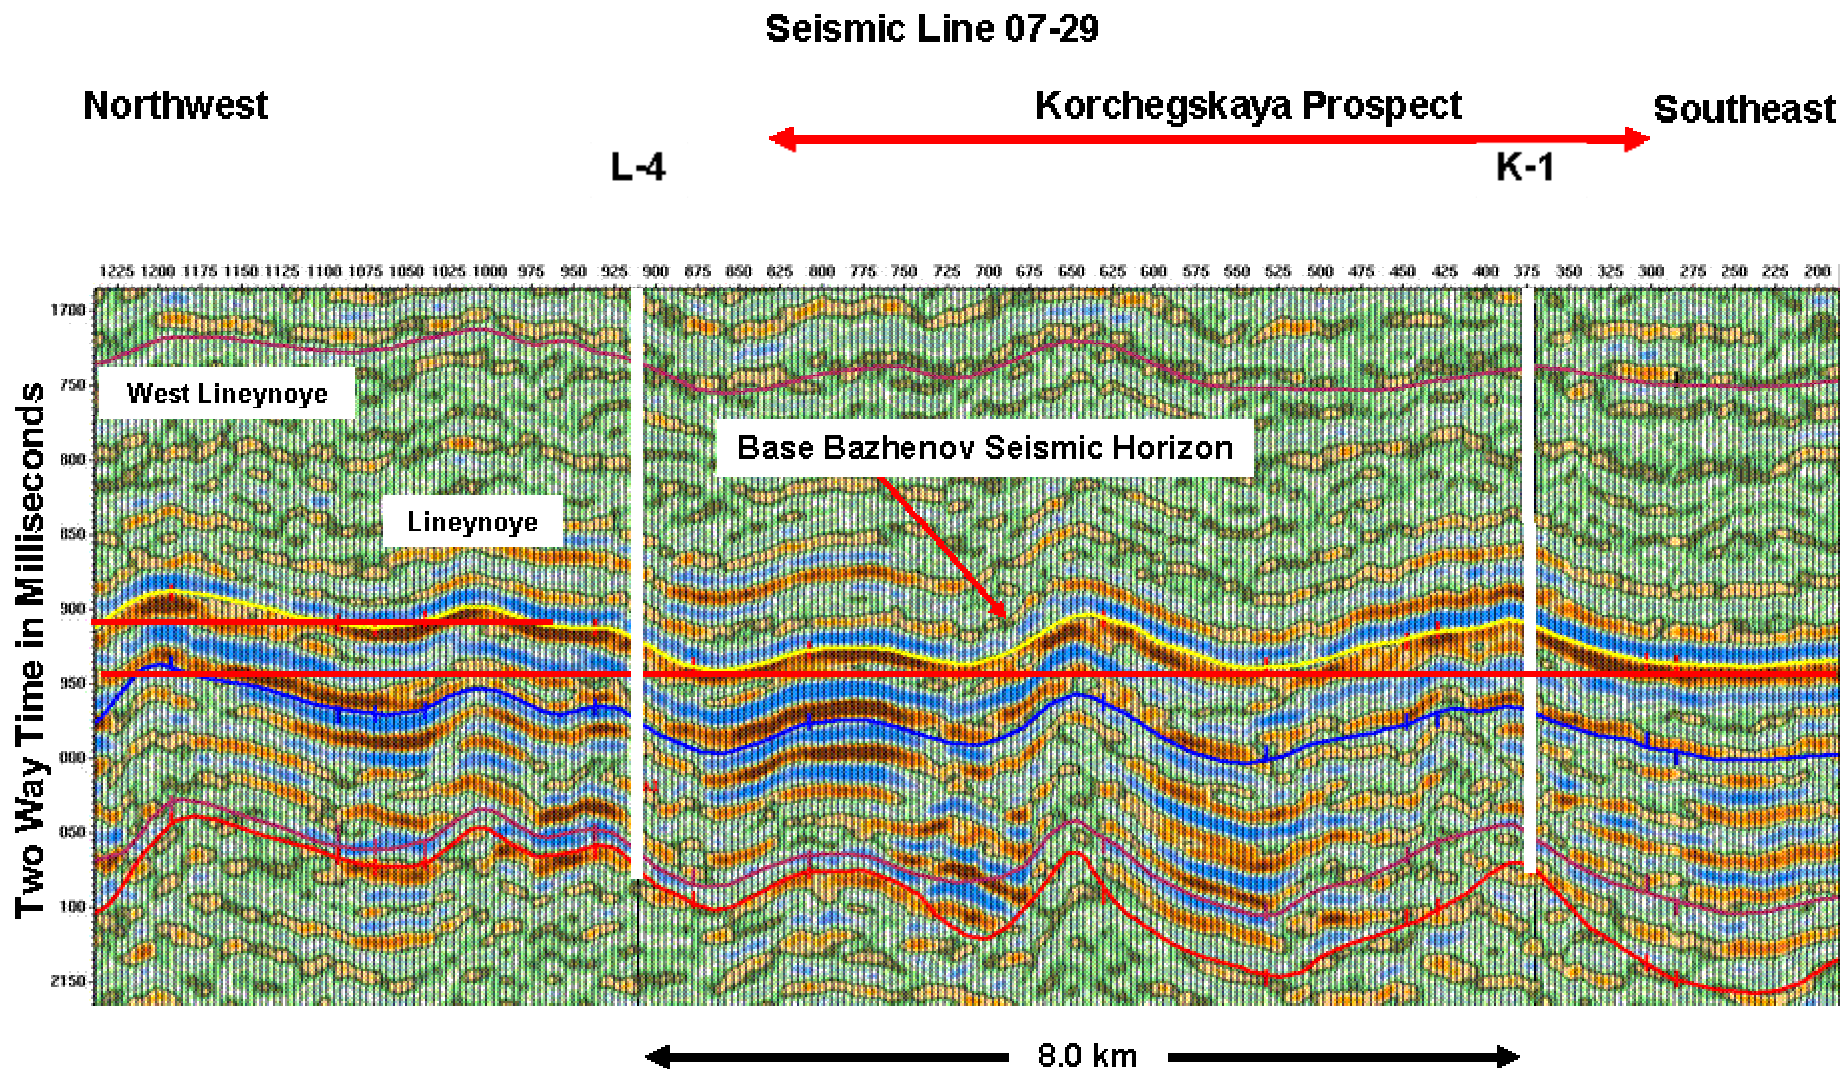 Seismic Line 07-29
Northwest
Korchegskaya Prospect
Southeast
L-4
K-1
1225 1200 1175 1150 1125 1100 1075 1050 1025 1000 975 950 925 900 875 850 825 800 775 750 725 700 675 650 625 600 575 550 525 500 475 450 425 400 375 350 325 300 275 250 225 200
1700
750
West Lineynoye
Base Bazhenov Seismic Horizon
800
Lineynoye
850
900
950
000
050
100
2150
Two Way Time in Milliseconds
8.0 km